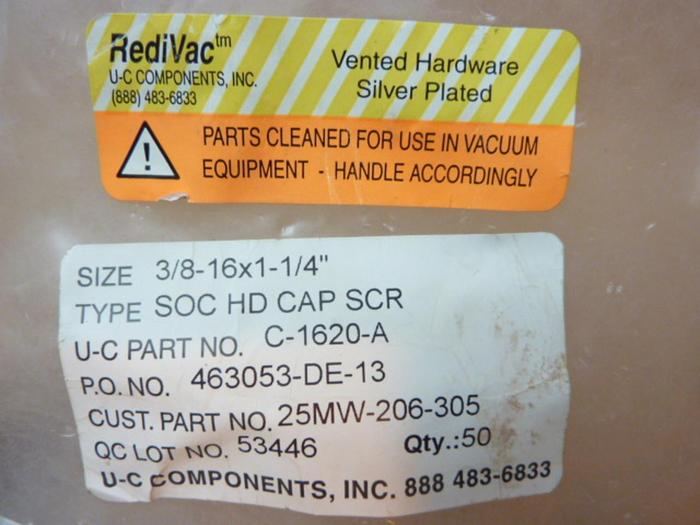 RediVac™
U-C COMPONENTS, INC.
(888) 483-6833
Vented Hardware
Silver Plated
!
PARTS CLEANED FOR USE IN VACUUM
EQUIPMENT - HANDLE ACCORDINGLY
SIZE 3/8-16x1-1/4"
TYPE SOC HD CAP SCR
U-C PART NO. C-1620-A
P.O. NO. 463053-DE-13
CUST. PART NO. 25MW-206-305
QC LOT NO. 53446 Qty.:50
U-C COMPONENTS, INC. 888 483-6833